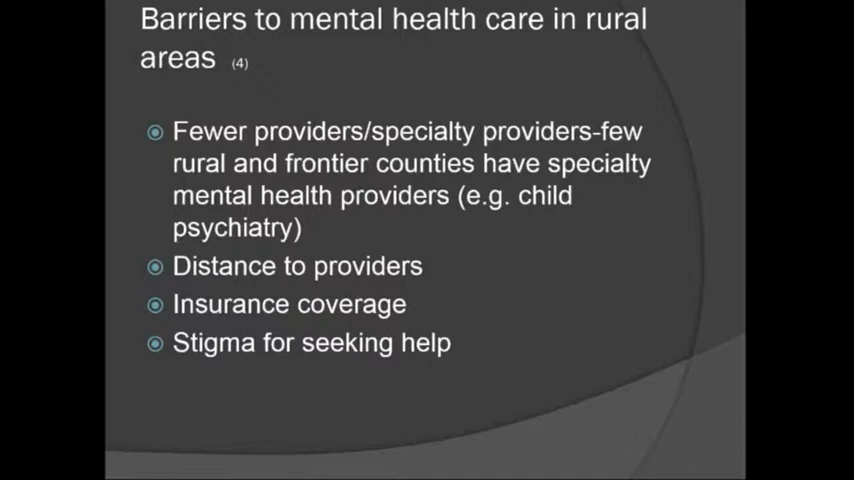 Barriers to mental health care in rural
areas (4)
Fewer providers/specialty providers-few
rural and frontier counties have specialty
mental health providers (e.g. child
psychiatry)
Distance to providers
Insurance coverage
Stigma for seeking help